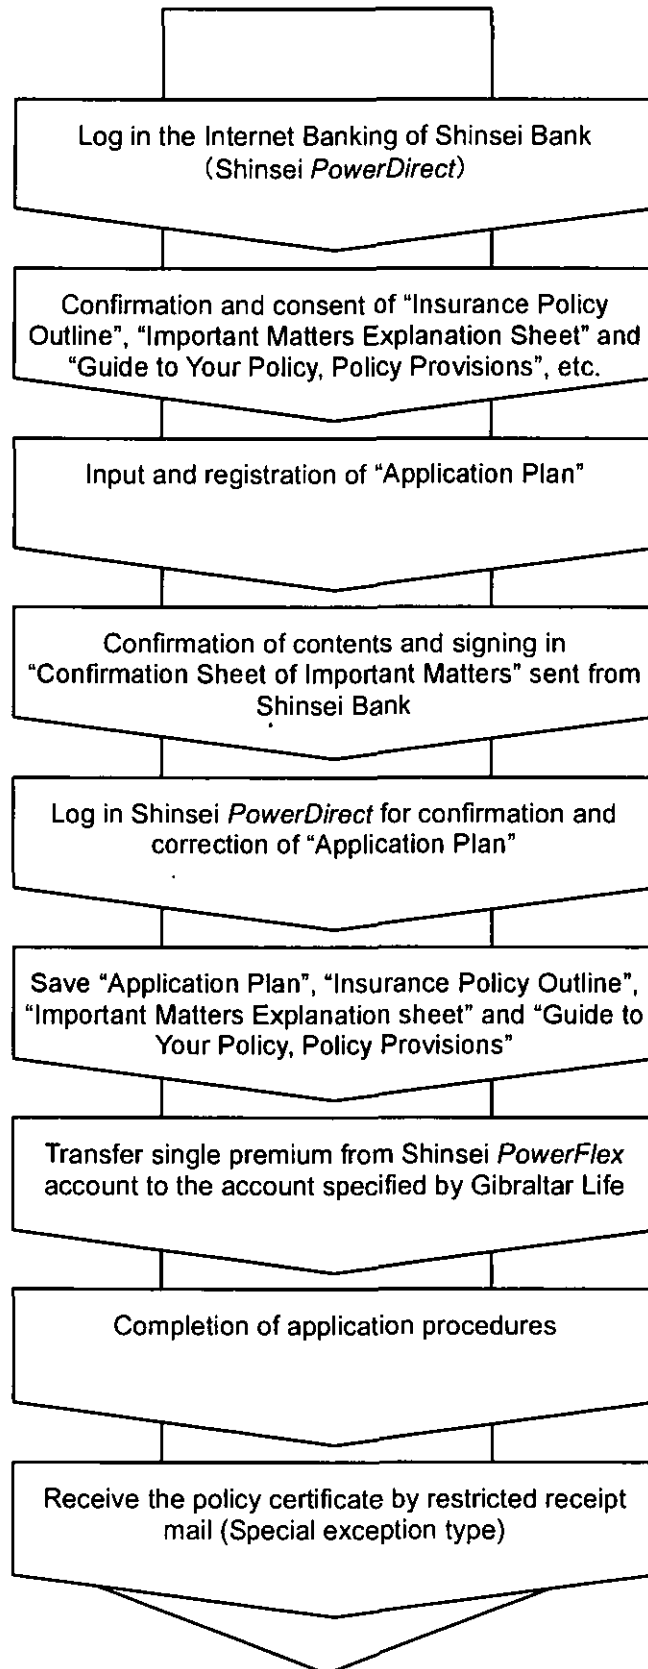 Log in the Internet Banking of Shinsei Bank
(Shinsei PowerDirect)
Confirmation and consent of “Insurance Policy
Outline”, “Important Matters Explanation Sheet” and
“Guide to Your Policy, Policy Provisions”, etc.
Input and registration of “Application Plan”
Confirmation of contents and signing in
“Confirmation Sheet of Important Matters” sent from
Shinsei Bank
Log in Shinsei PowerDirect for confirmation and
correction of “Application Plan”
Save “Application Plan”, “Insurance Policy Outline”,
“Important Matters Explanation sheet” and “Guide to
Your Policy, Policy Provisions”
Transfer single premium from Shinsei PowerFlex
account to the account specified by Gibraltar Life
Completion of application procedures
Receive the policy certificate by restricted receipt
mail (Special exception type)